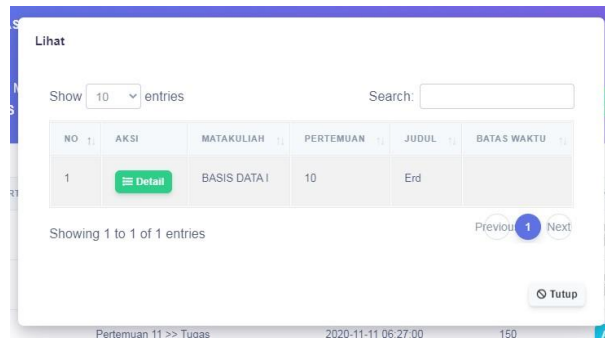 Lihat
Show 10 entries Search:
NO AKSI MATAKULIAH PERTEMUAN JUDUL BATAS WAKTU
1 Detail BASIS DATA I 10 Erd
Showing 1 to 1 of 1 entries
Previous 1 Next
Tutup
Pertemuan 11 >> Tugas 2020-11-11 06:27:00 150